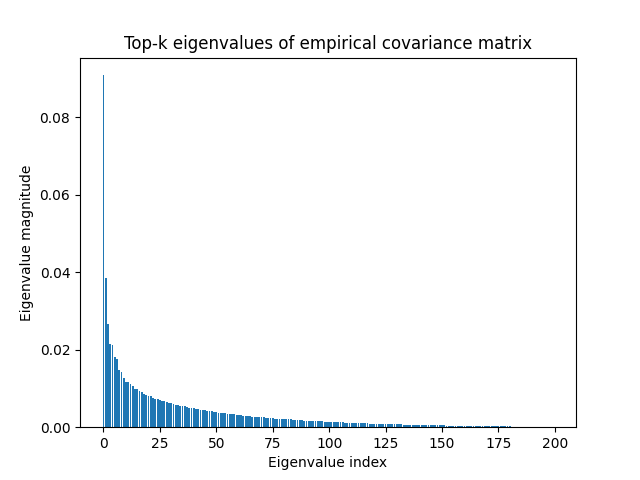 Top-k eigenvalues of empirical covariance matrix
Eigenvalue magnitude
0.08
0.06
0.04
0.02
0.00
0 25 50 75 100 125 150 175 200
Eigenvalue index